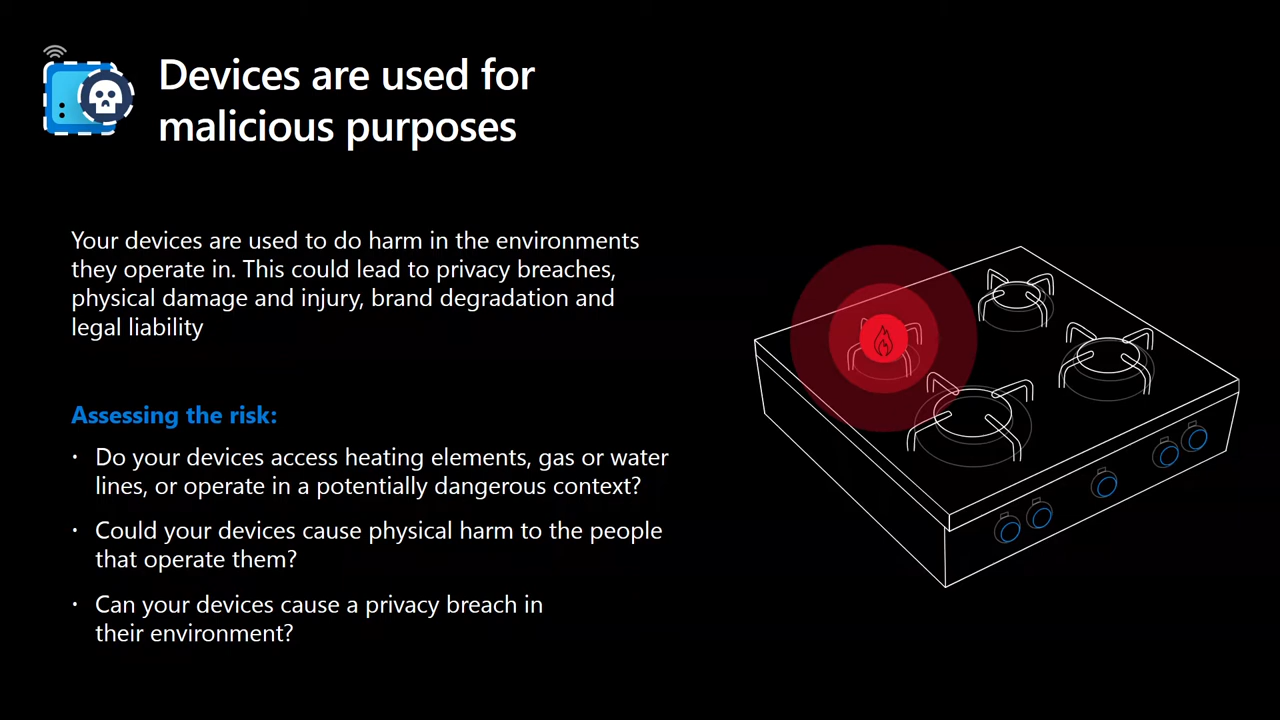 Devices are used for
malicious purposes
Your devices are used to do harm in the environments
they operate in. This could lead to privacy breaches,
physical damage and injury, brand degradation and
legal liability
Assessing the risk:
· Do your devices access heating elements, gas or water
lines, or operate in a potentially dangerous context?
· Could your devices cause physical harm to the people
that operate them?
· Can your devices cause a privacy breach in
their environment?